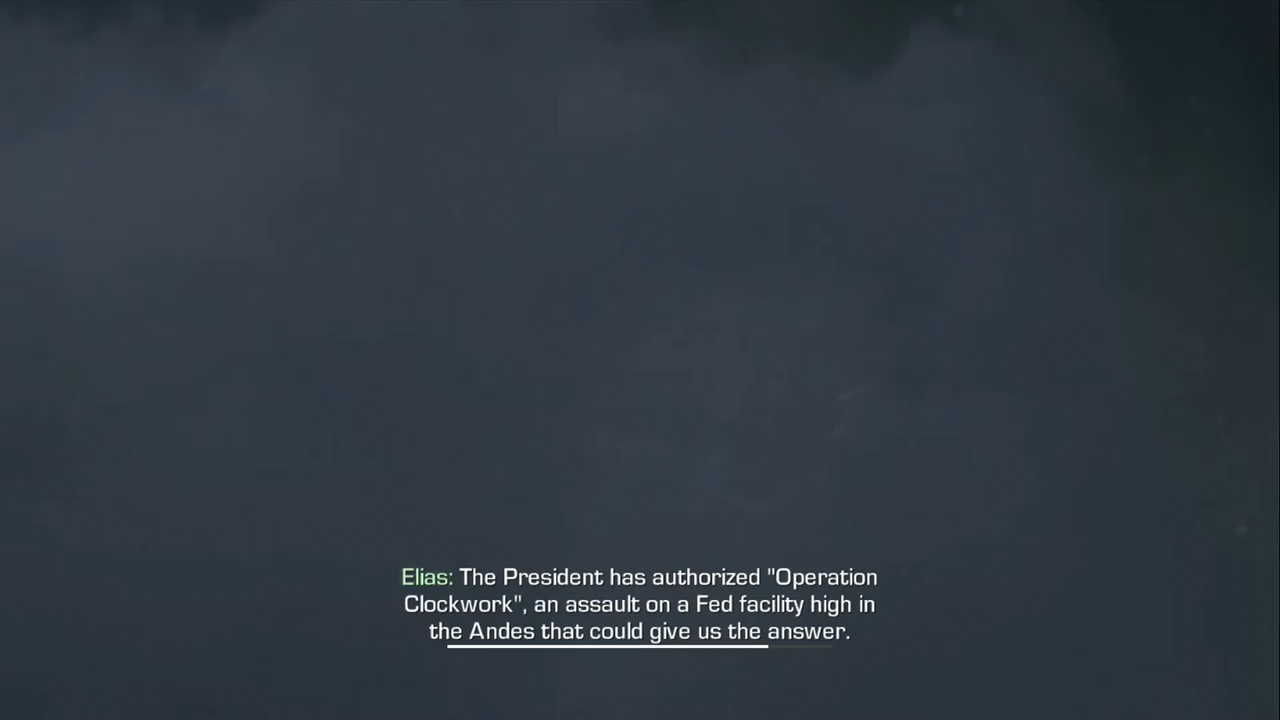 Elias: The President has authorized "Operation
Clockwork", an assault on a Fed facility high in
the Andes that could give us the answer.